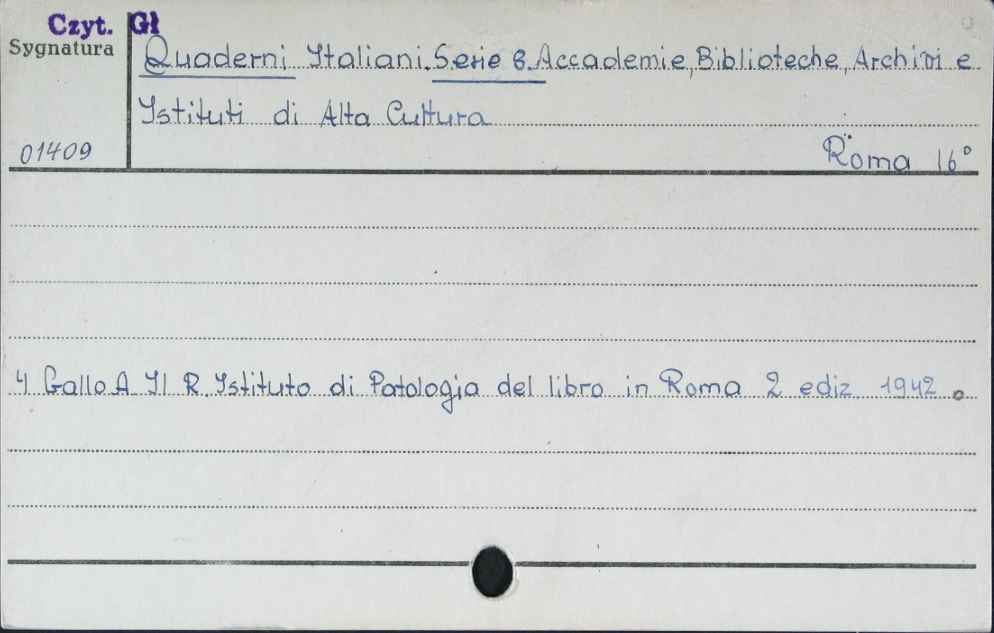 Czyt. Gł
Sygnatura
Quaderni Italiani. Serie B. Accademie, Biblioteche, Archivi e
Istituti di Alta Cultura
01409
Roma 16°
4 Gallo A Il R. Istituto di Patologia del libro in Roma 2 ediz 1942.